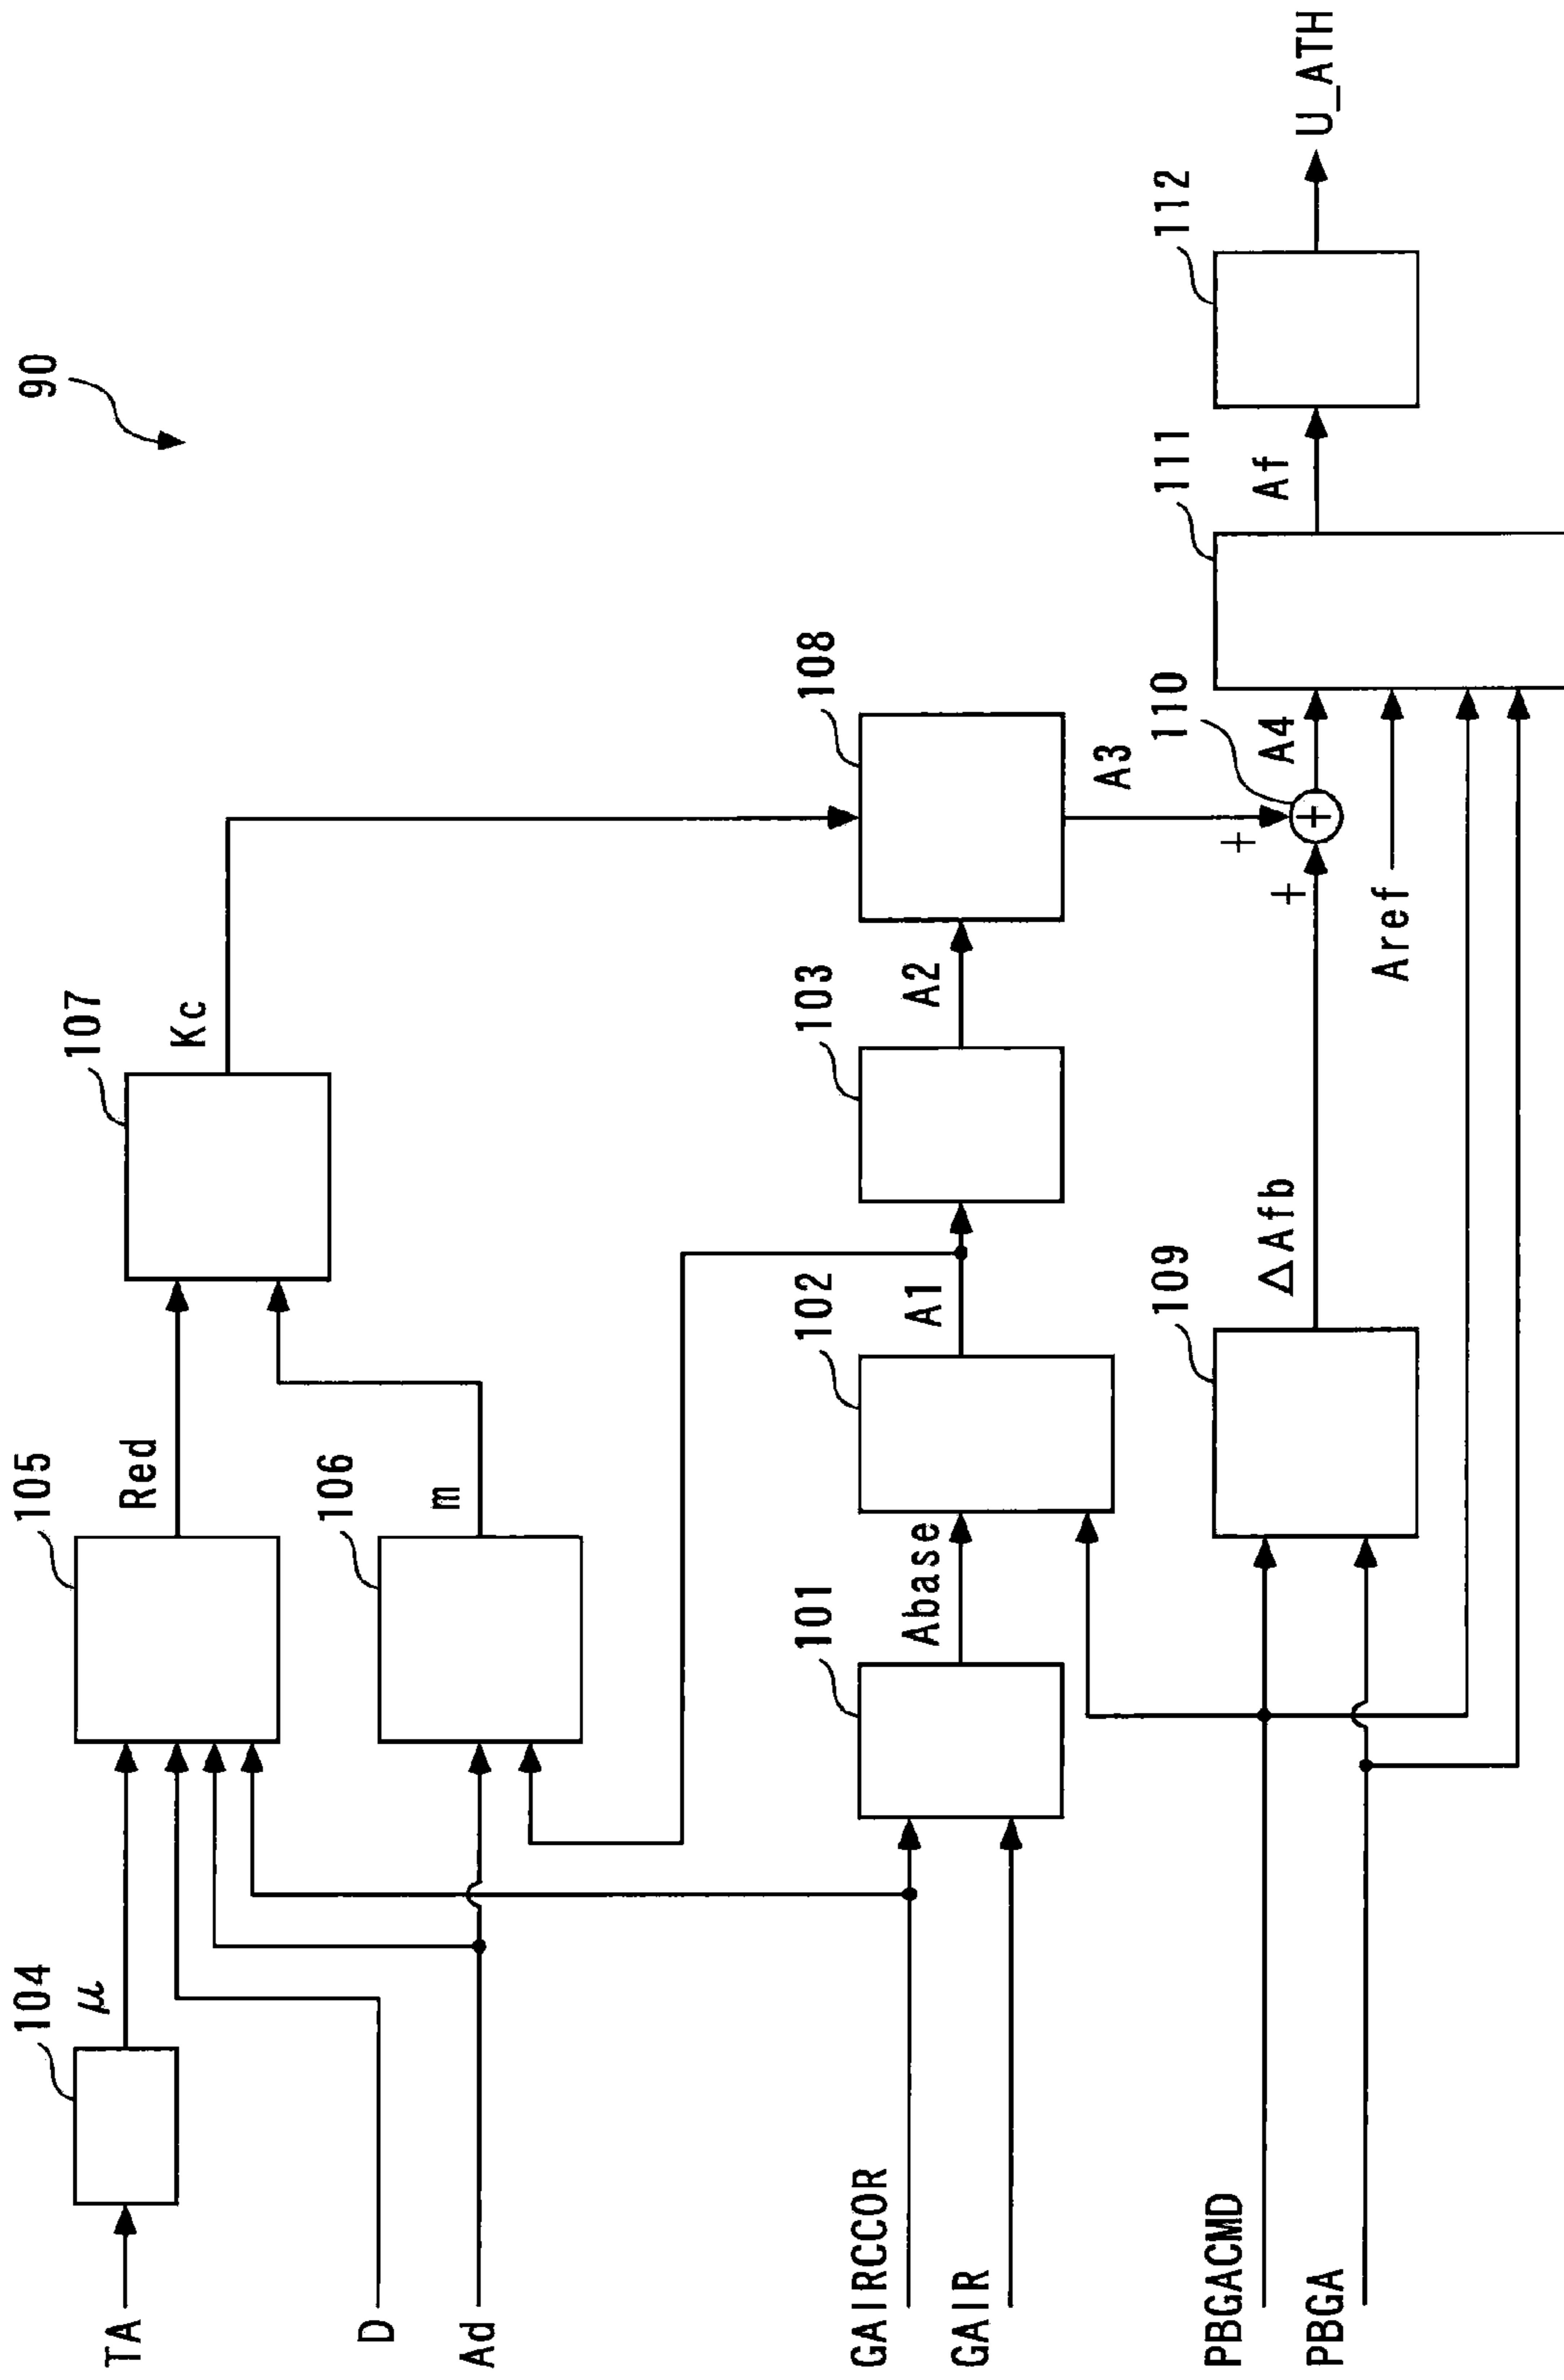 90
104
μ
105
Red
107
Kc
TA
106
m
D
Ad
101
Abase
102
A1
103
A2
108
A3
GAIRCCOR
GAIR
109
ΔAfb
110
+
+
+
A4
111
Af
112
U_ATH
Aref
PBGACMD
PBGA